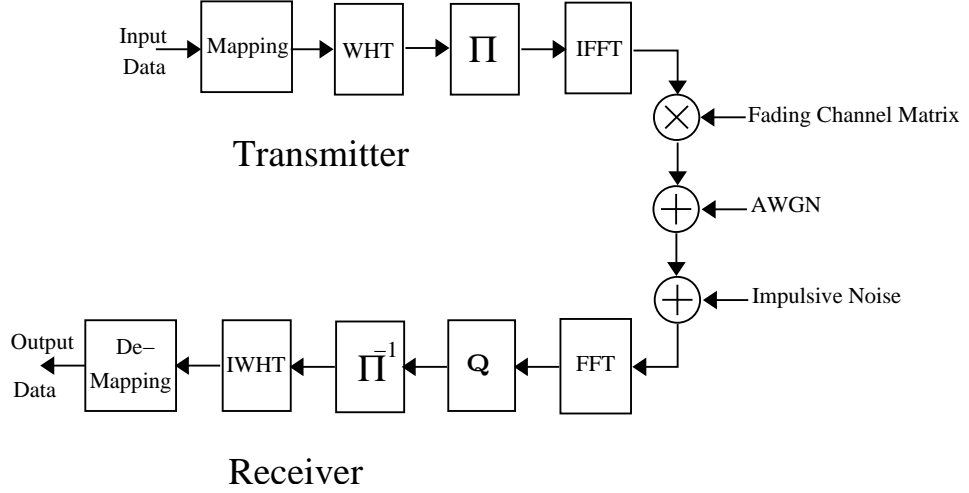 Input
Data
Mapping
WHT
Π
IFFT
Fading Channel Matrix
Transmitter
AWGN
Impulsive Noise
Output
Data
De−
Mapping
IWHT
Π−1
Q
FFT
Receiver